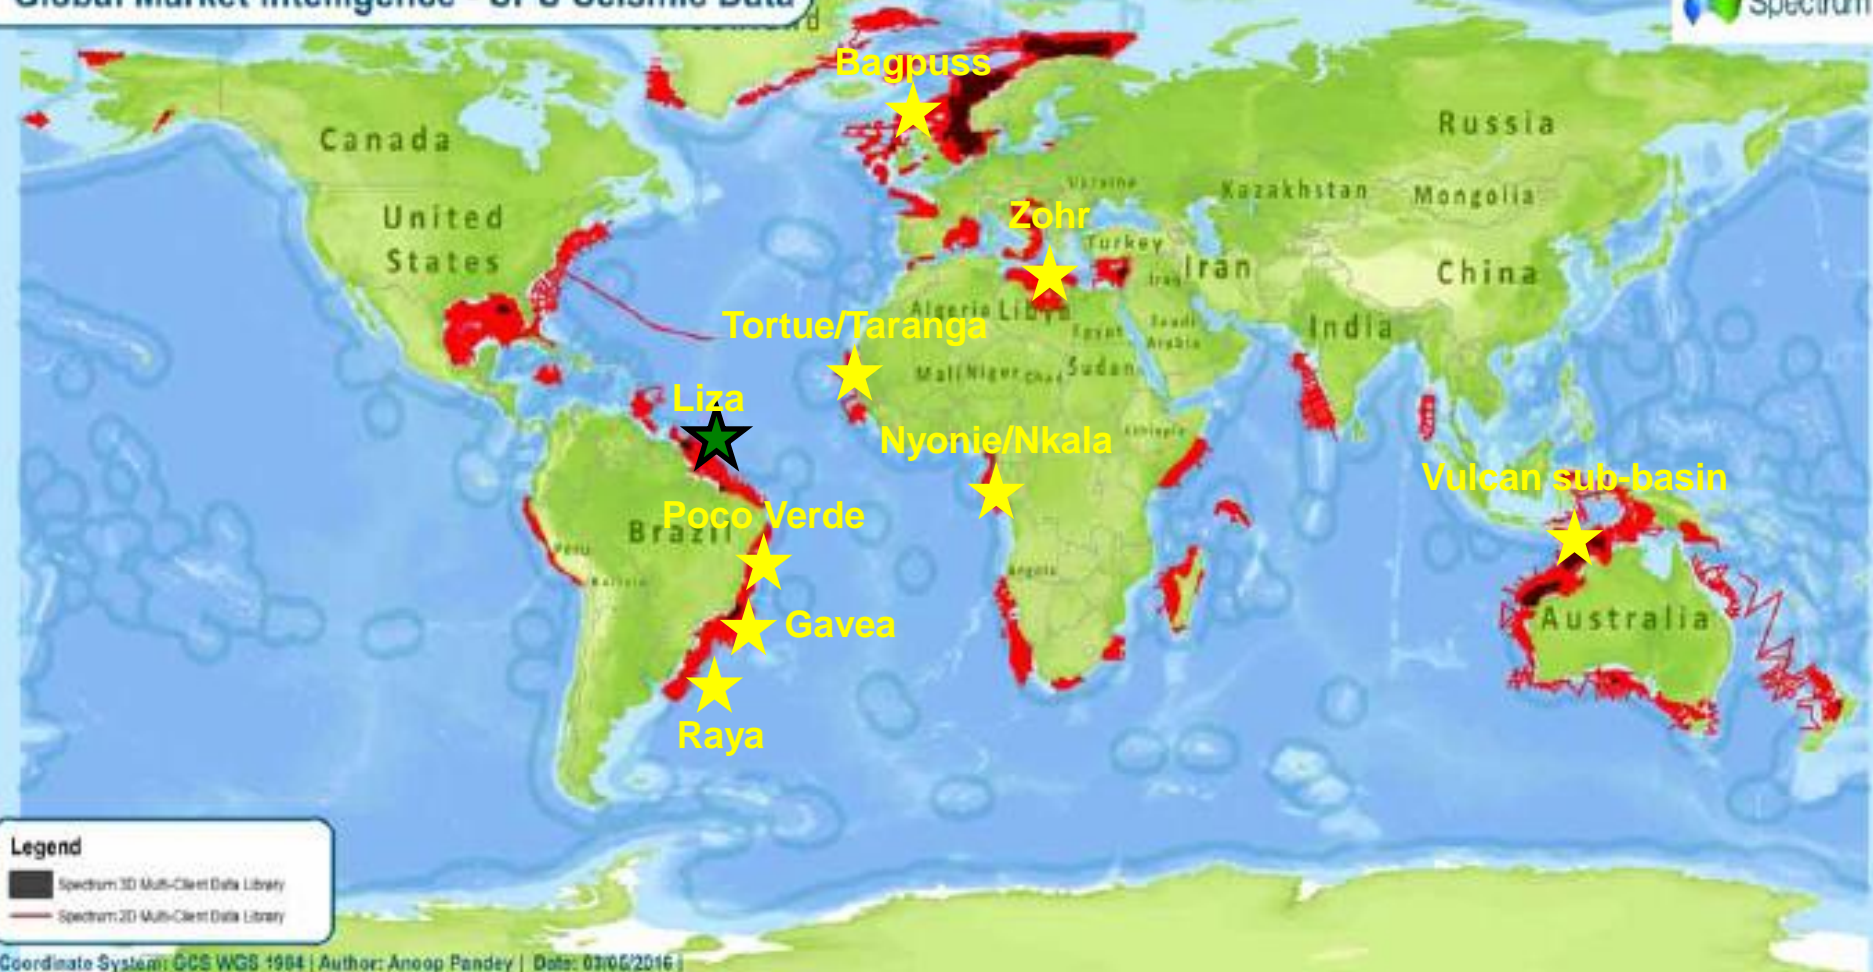 Global Market Intelligence - GPS Seismic Data
Spectrum
Bagpuss
Canada
Russia
Ukraine
Kazakhstan
Mongolia
United
States
Zohr
Turkey
Iraq
Iran
China
Algeria
Libya
Egypt
Saudi
Arabia
India
Tortue/Taranga
Mali
Niger
Chad
Sudan
Liza
Nyonie/Nkala
Ethiopia
Vulcan sub-basin
Poco Verde
Brazil
Peru
Bolivia
Angola
Gavea
Australia
Raya
Legend
Spectrum 3D Multi-Client Data Library
Spectrum 2D Multi-Client Data Library
Coordinate System: GCS WGS 1984 | Author: Anoop Pandey | Date: 03/05/2016 |